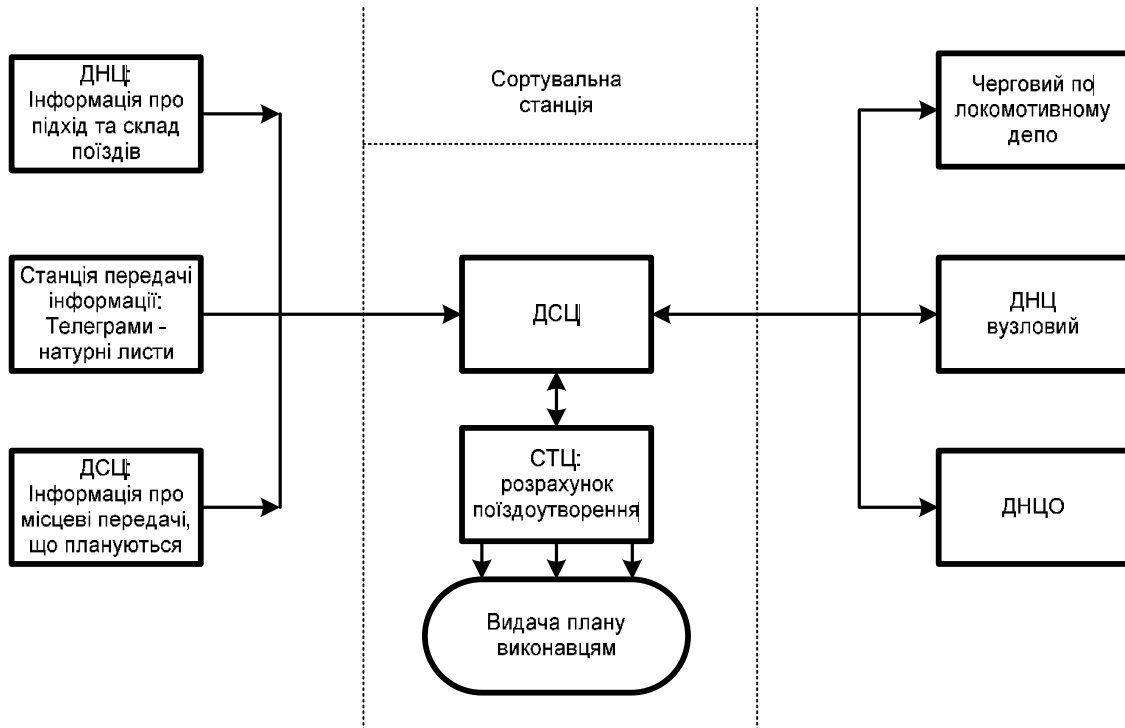 ДНЦ:
Інформація про
підхід та склад
поїздів
Станція передачі
інформації:
Телеграми -
натурні листи
ДСЦ:
Інформація про
місцеві передачі,
що плануються
Сортувальна
станція
ДСЦ
СТЦ:
розрахунок
поїздоутворення
Видача плану
виконавцям
Черговий по
локомотивному
депо
ДНЦ
вузловий
ДНЦО